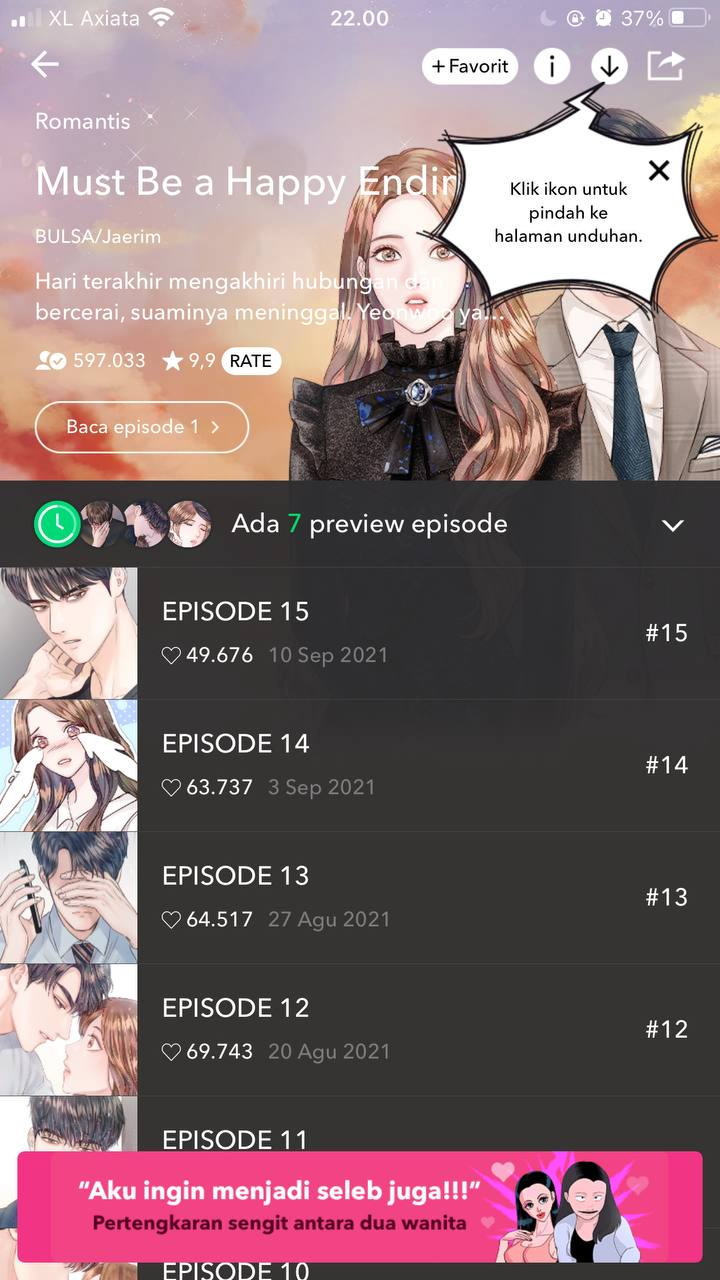 XL Axiata
22.00
37%
+ Favorit
i
Romantis
Must Be a Happy Endin
Klik ikon untuk
pindah ke
halaman unduhan.
BULSA/Jaerim
Hari terakhir mengakhiri hubungan dan
bercerai, suaminya meninggal. Yeonwoo ya...
597.033
9,9
RATE
Baca episode 1
Ada 7 preview episode
EPISODE 15
49.676 10 Sep 2021
#15
EPISODE 14
63.737 3 Sep 2021
#14
EPISODE 13
64.517 27 Agu 2021
#13
EPISODE 12
69.743 20 Agu 2021
#12
EPISODE 11
"Aku ingin menjadi seleb juga!!!"
Pertengkaran sengit antara dua wanita
EPISODE 10